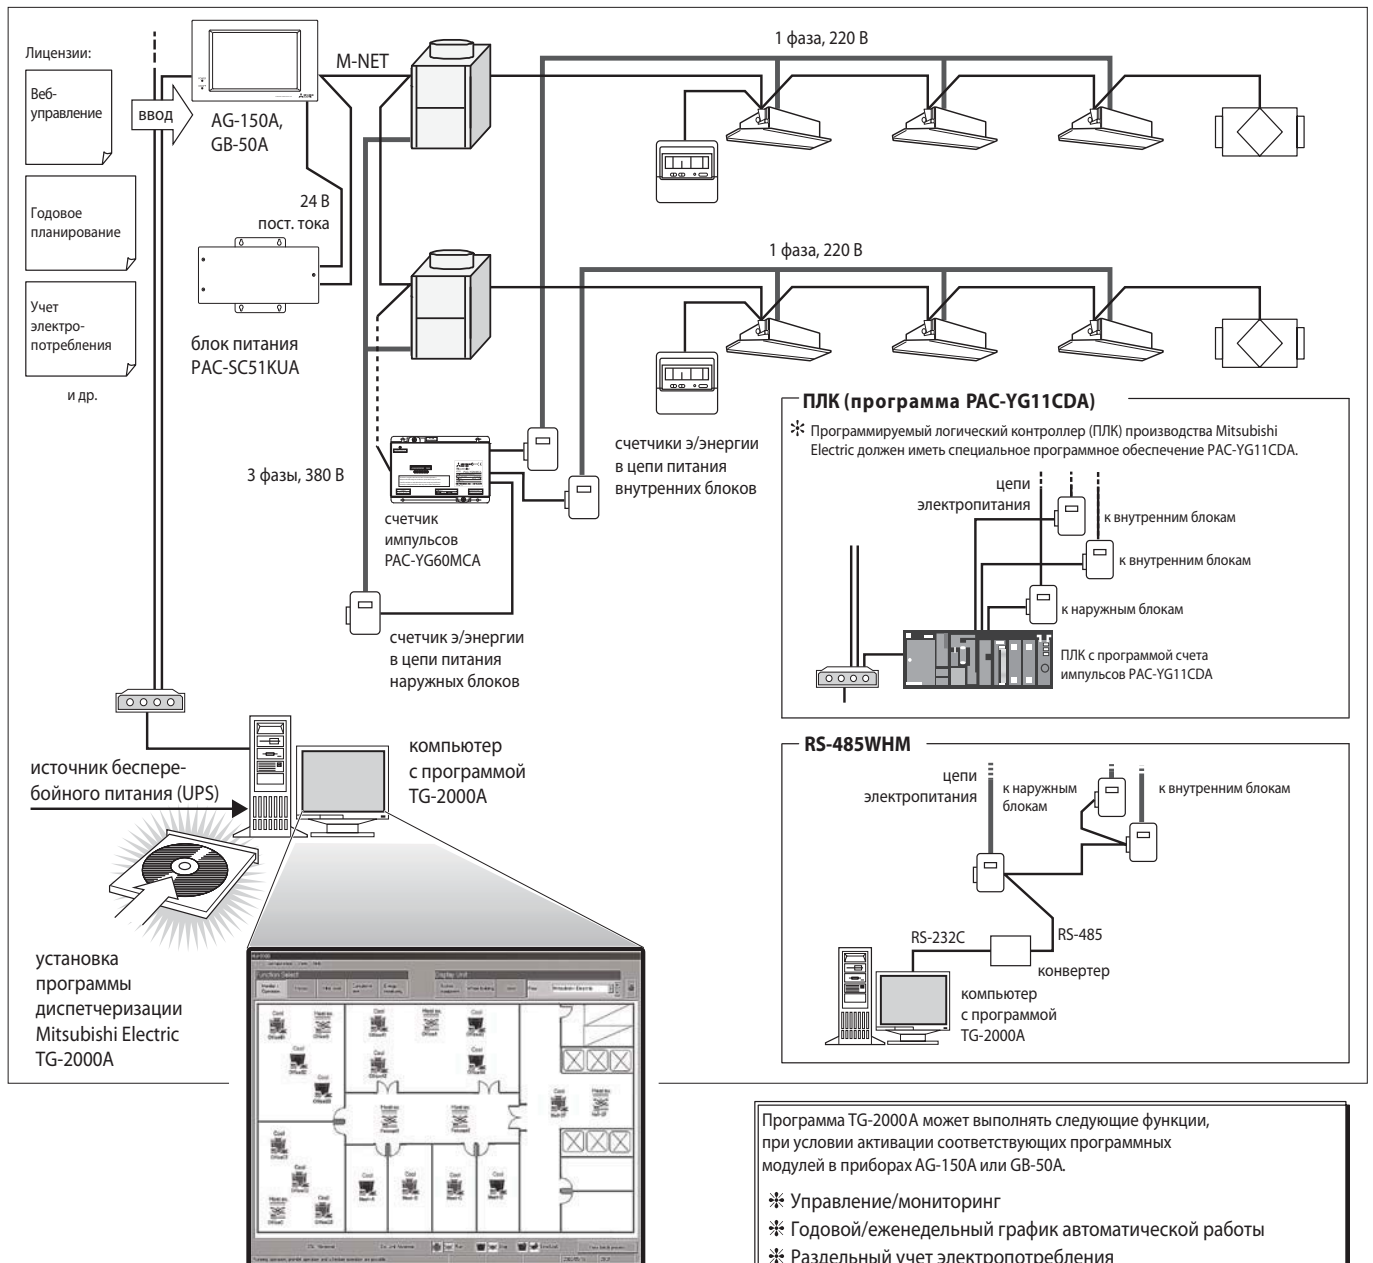 Лицензии:
Веб-
управление
Годовое
планирование
Учет
электро-
потребления
и др.
ввод
AG-150A,
GB-50A
M-NET
24 В
пост. тока
блок питания
PAC-SC51KUA
1 фаза, 220 В
1 фаза, 220 В
3 фазы, 380 В
счетчик
импульсов
PAC-YG60MCA
счетчики э/энергии
в цепи питания
внутренних блоков
счетчик э/энергии
в цепи питания
наружных блоков
источник беспере-
бойного питания (UPS)
компьютер
с программой
TG-2000A
установка
программы
диспетчеризации
Mitsubishi Electric
TG-2000A
ПЛК (программа PAC-YG11CDA)
Программируемый логический контроллер (ПЛК) производства Mitsubishi
Electric должен иметь специальное программное обеспечение PAC-YG11CDA.
цепи
электропитания
к внутренним блокам
к внутренним блокам
к наружным блокам
ПЛК с программой счета
импульсов PAC-YG11CDA
RS-485WHM
цепи
электропитания
к наружным
блокам
к внутренним блокам
RS-232C
RS-485
конвертер
компьютер
с программой
TG-2000A
Function Select
Display Unit
Программа TG-2000A может выполнять следующие функции,
при условии активации соответствующих программных
модулей в приборах AG-150A или GB-50A.
Управление/мониторинг
Годовой/еженедельный график автоматической работы
Раздельный учет электропотребления